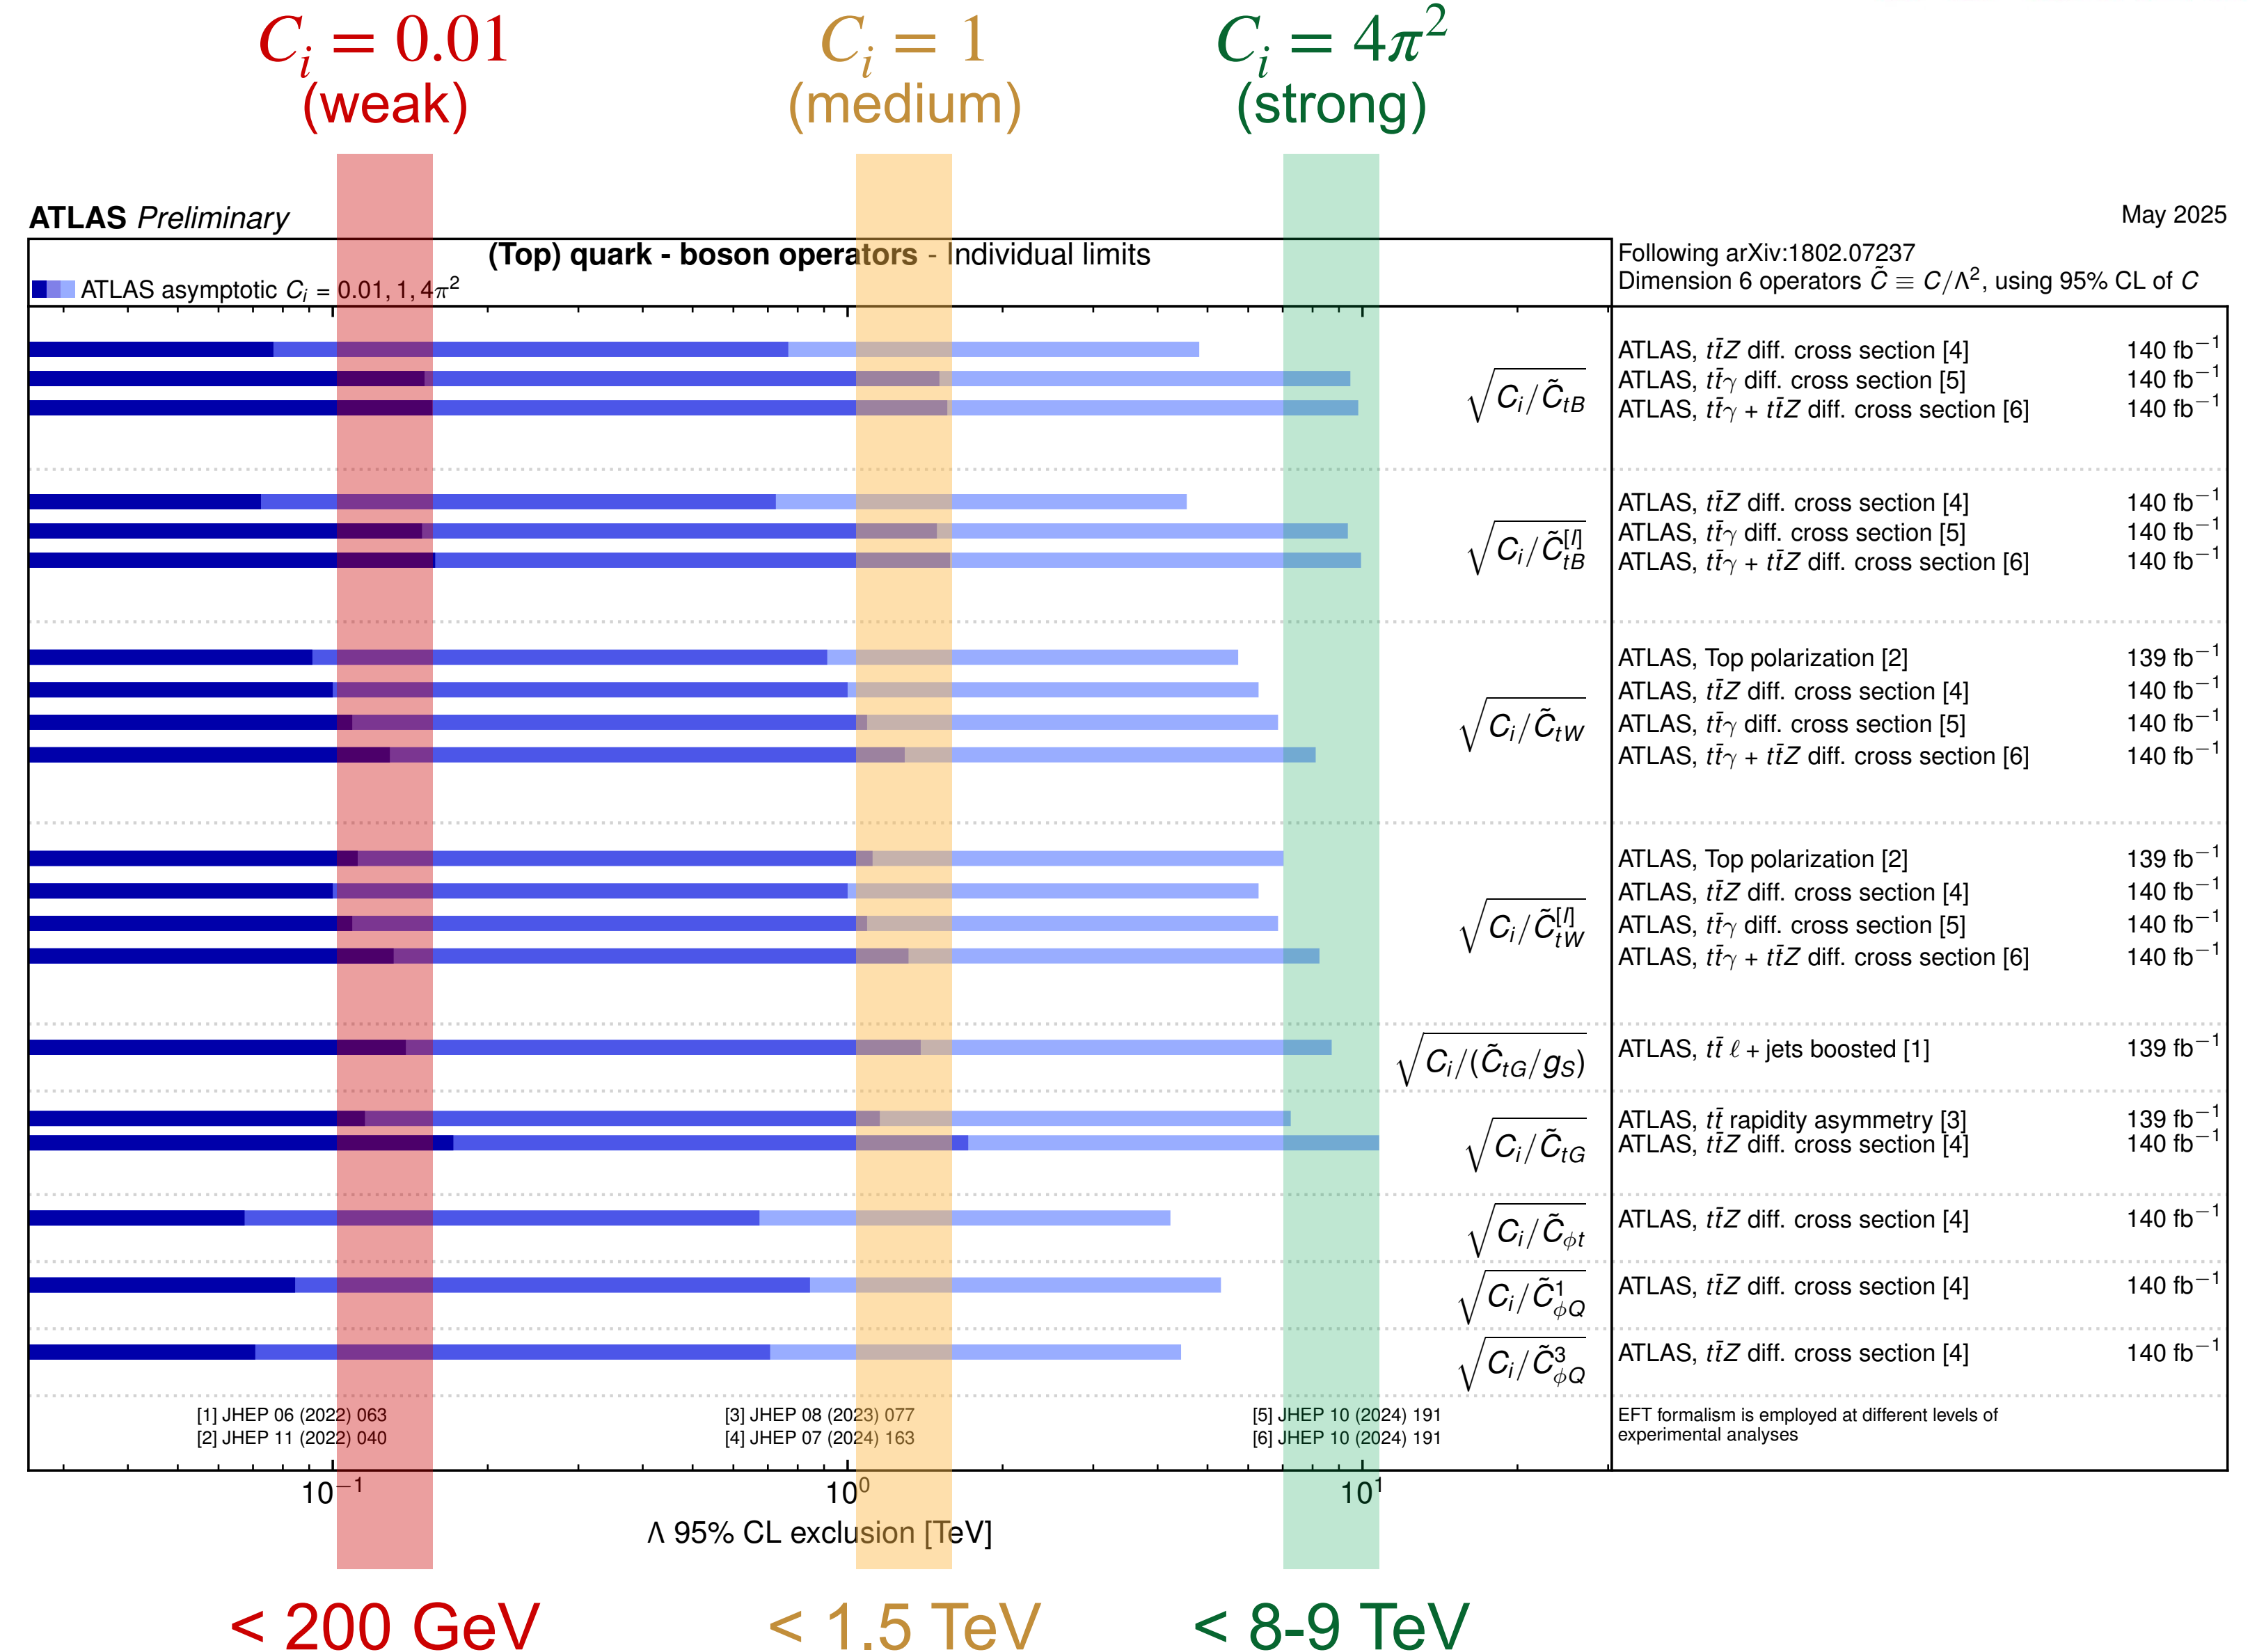 C_i = 0.01
(weak)
C_i = 1
(medium)
C_i = 4π²
(strong)
ATLAS Preliminary
May 2025
(Top) quark - boson operators - Individual limits
ATLAS asymptotic C_i = 0.01, 1, 4π²
Following arXiv:1802.07237
Dimension 6 operators C̃ ≡ C/Λ², using 95% CL of C
√(C_i/C̃_tB)
ATLAS, tt̄Z diff. cross section [4] 140 fb⁻¹
ATLAS, tt̄γ diff. cross section [5] 140 fb⁻¹
ATLAS, tt̄γ + tt̄Z diff. cross section [6] 140 fb⁻¹
√(C_i/C̃_tB^[I])
ATLAS, tt̄Z diff. cross section [4] 140 fb⁻¹
ATLAS, tt̄γ diff. cross section [5] 140 fb⁻¹
ATLAS, tt̄γ + tt̄Z diff. cross section [6] 140 fb⁻¹
√(C_i/C̃_tW)
ATLAS, Top polarization [2] 139 fb⁻¹
ATLAS, tt̄Z diff. cross section [4] 140 fb⁻¹
ATLAS, tt̄γ diff. cross section [5] 140 fb⁻¹
ATLAS, tt̄γ + tt̄Z diff. cross section [6] 140 fb⁻¹
√(C_i/C̃_tW^[I])
ATLAS, Top polarization [2] 139 fb⁻¹
ATLAS, tt̄Z diff. cross section [4] 140 fb⁻¹
ATLAS, tt̄γ diff. cross section [5] 140 fb⁻¹
ATLAS, tt̄γ + tt̄Z diff. cross section [6] 140 fb⁻¹
√(C_i/(C̃_tG/g_S))
ATLAS, tt̄ ℓ + jets boosted [1] 139 fb⁻¹
√(C_i/C̃_tG)
ATLAS, tt̄ rapidity asymmetry [3] 139 fb⁻¹
ATLAS, tt̄Z diff. cross section [4] 140 fb⁻¹
√(C_i/C̃_ϕt)
ATLAS, tt̄Z diff. cross section [4] 140 fb⁻¹
√(C_i/C̃¹_ϕQ)
ATLAS, tt̄Z diff. cross section [4] 140 fb⁻¹
√(C_i/C̃³_ϕQ)
ATLAS, tt̄Z diff. cross section [4] 140 fb⁻¹
[1] JHEP 06 (2022) 063
[2] JHEP 11 (2022) 040
[3] JHEP 08 (2023) 077
[4] JHEP 07 (2024) 163
[5] JHEP 10 (2024) 191
[6] JHEP 10 (2024) 191
EFT formalism is employed at different levels of
experimental analyses
10⁻¹ 10⁰ 10¹
Λ 95% CL exclusion [TeV]
< 200 GeV
< 1.5 TeV
< 8-9 TeV